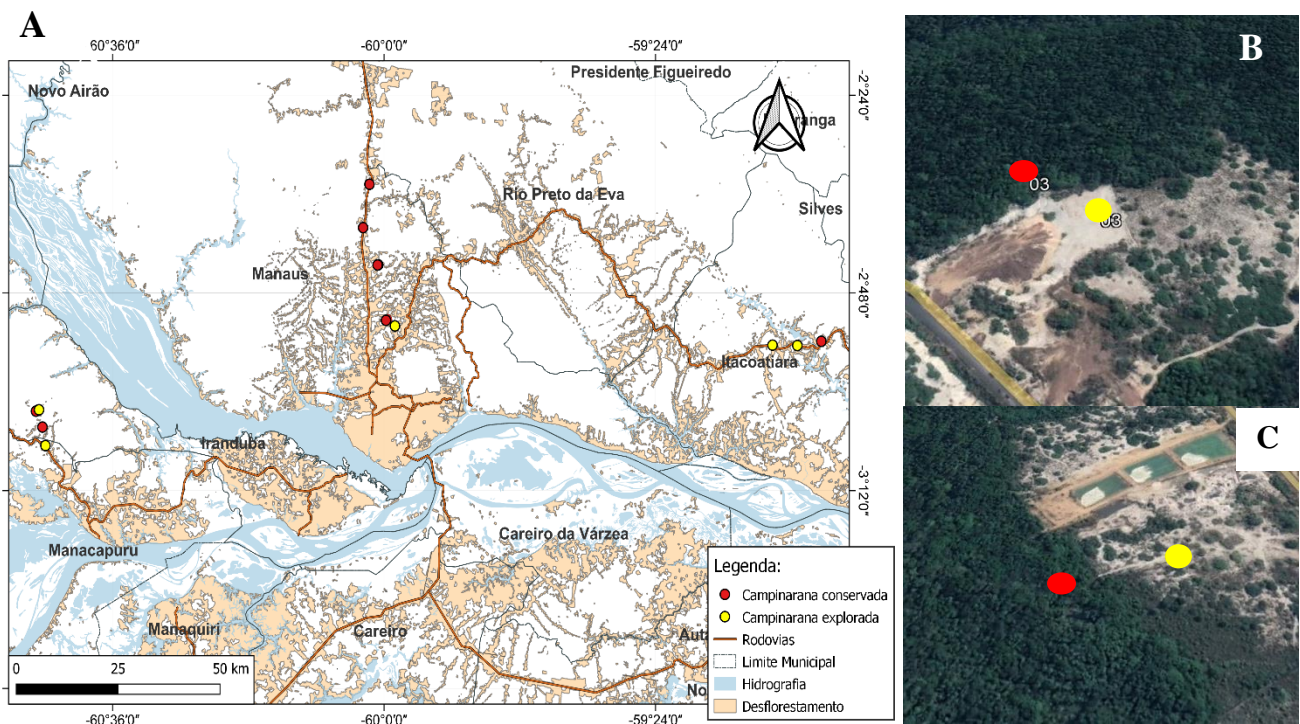 A
-60°36'0"
-60°0'0"
-59°24'0"
B
Presidente Figueiredo
Novo Airão
-2°24'0"
Rio Preto da Eva
Silves
03
03
Manaus
-2°48'0"
Itacoatiara
Iranduba
C
-3°12'0"
Careiro da Várzea
Manacapuru
Legenda:
Campinarana conservada
Campinarana explorada
Manaquiri
Careiro
Rodovias
Limite Municipal
0
25
50 km
Hidrografia
Desflorestamento
-60°36'0"
-60°0'0"
-59°24'0"